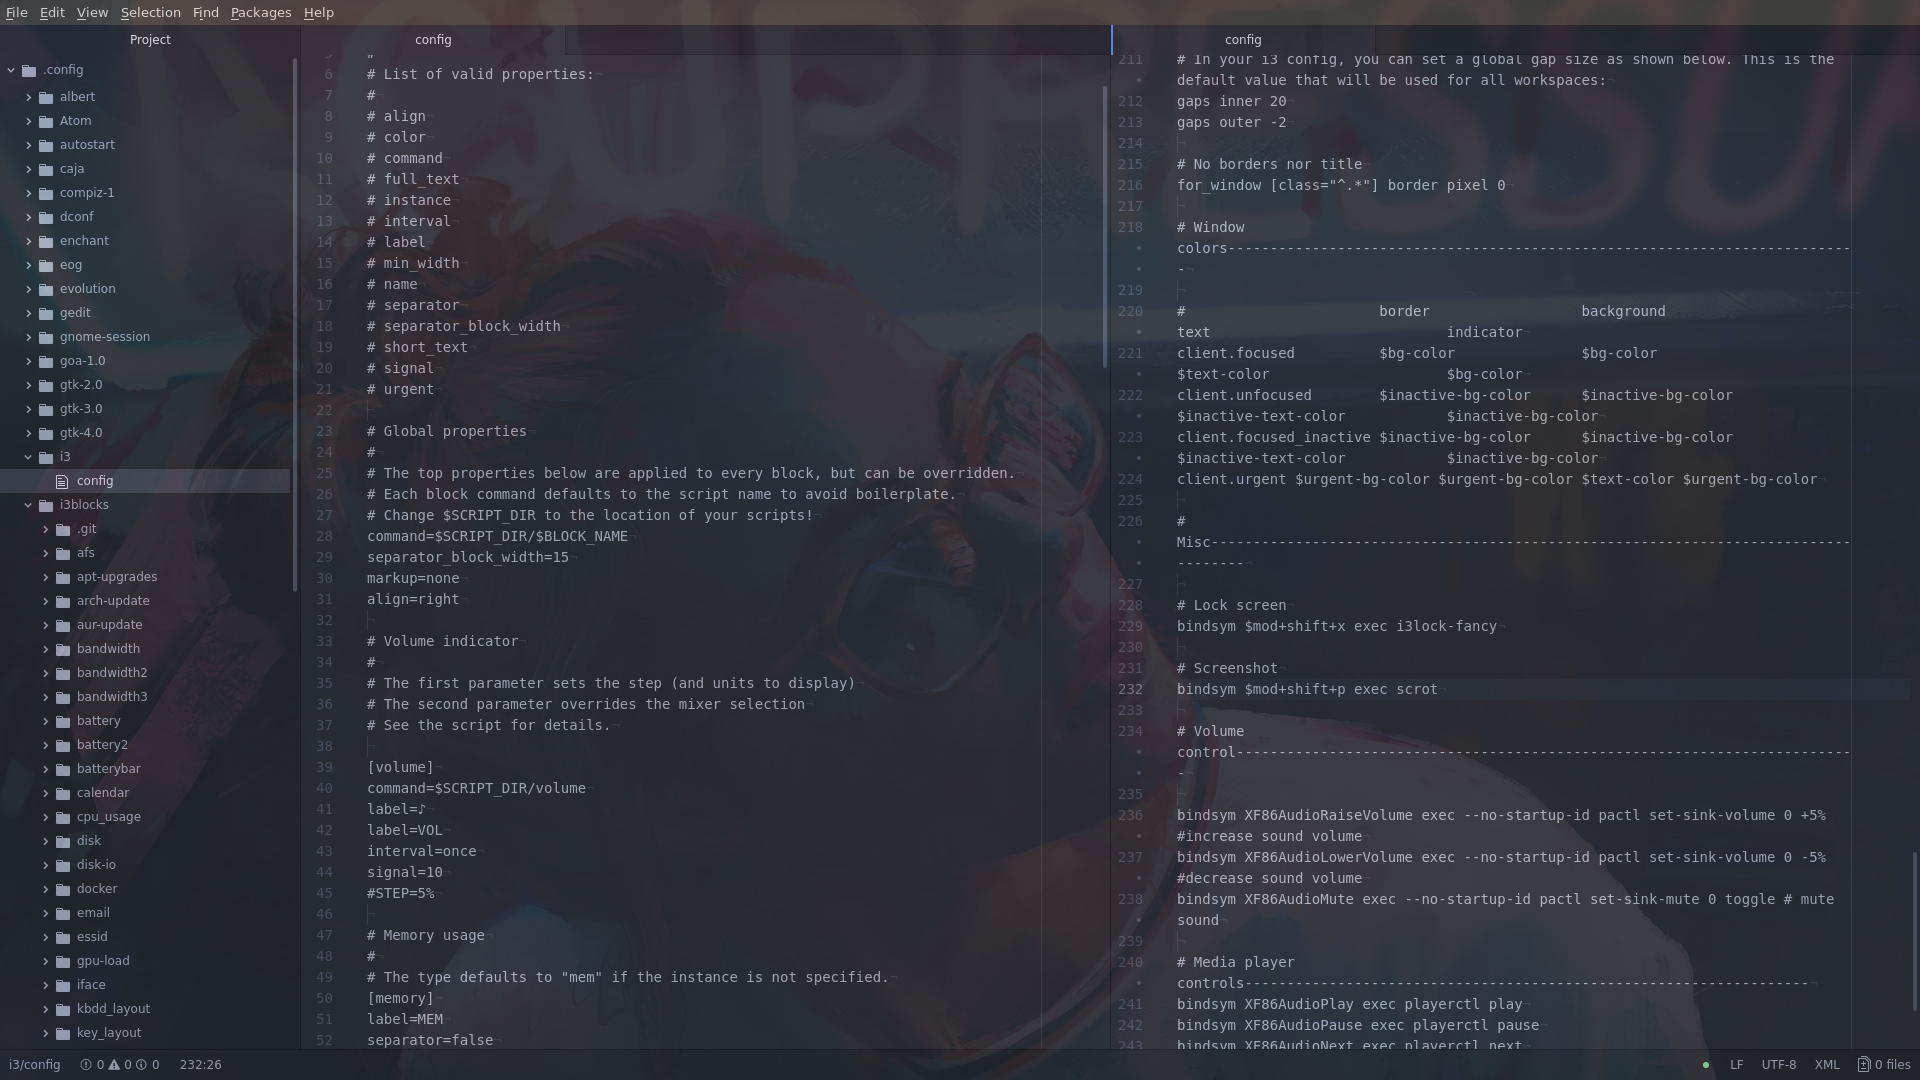 File Edit View Selection Find Packages Help
Project
.config
albert
Atom
autostart
caja
compiz-1
dconf
enchant
eog
evolution
gedit
gnome-session
goa-1.0
gtk-2.0
gtk-3.0
gtk-4.0
i3
config
i3blocks
.git
afs
apt-upgrades
arch-update
aur-update
bandwidth
bandwidth2
bandwidth3
battery
battery2
batterybar
calendar
cpu_usage
disk
disk-io
docker
email
essid
gpu-load
iface
kbdd_layout
key_layout
config
5 #
6 # List of valid properties:
7 #
8 # align
9 # color
10 # command
11 # full_text
12 # instance
13 # interval
14 # label
15 # min_width
16 # name
17 # separator
18 # separator_block_width
19 # short_text
20 # signal
21 # urgent
22
23 # Global properties
24 #
25 # The top properties below are applied to every block, but can be overridden.
26 # Each block command defaults to the script name to avoid boilerplate.
27 # Change $SCRIPT_DIR to the location of your scripts!
28 command=$SCRIPT_DIR/$BLOCK_NAME
29 separator_block_width=15
30 markup=none
31 align=right
32
33 # Volume indicator
34 #
35 # The first parameter sets the step (and units to display)
36 # The second parameter overrides the mixer selection
37 # See the script for details.
38
39 [volume]
40 command=$SCRIPT_DIR/volume
41 label=♪
42 label=VOL
43 interval=once
44 signal=10
45 #STEP=5%
46
47 # Memory usage
48 #
49 # The type defaults to "mem" if the instance is not specified.
50 [memory]
51 label=MEM
52 separator=false
config
211 # In your i3 config, you can set a global gap size as shown below. This is the
• default value that will be used for all workspaces:
212 gaps inner 20
213 gaps outer -2
214
215 # No borders nor title
216 for_window [class="^.*"] border pixel 0
217
218 # Window
• colors--------------------------------------------------------------------------
• -
219
220 # border background
• text indicator
221 client.focused $bg-color $bg-color
• $text-color $bg-color
222 client.unfocused $inactive-bg-color $inactive-bg-color
• $inactive-text-color $inactive-bg-color
223 client.focused_inactive $inactive-bg-color $inactive-bg-color
• $inactive-text-color $inactive-bg-color
224 client.urgent $urgent-bg-color $urgent-bg-color $text-color $urgent-bg-color
225
226 #
• Misc----------------------------------------------------------------------------
• --------
227
228 # Lock screen
229 bindsym $mod+shift+x exec i3lock-fancy
230
231 # Screenshot
232 bindsym $mod+shift+p exec scrot
233
234 # Volume
• control-------------------------------------------------------------------------
• -
235
236 bindsym XF86AudioRaiseVolume exec --no-startup-id pactl set-sink-volume 0 +5%
• #increase sound volume
237 bindsym XF86AudioLowerVolume exec --no-startup-id pactl set-sink-volume 0 -5%
• #decrease sound volume
238 bindsym XF86AudioMute exec --no-startup-id pactl set-sink-mute 0 toggle # mute
• sound
239
240 # Media player
• controls-------------------------------------------------------------------
241 bindsym XF86AudioPlay exec playerctl play
242 bindsym XF86AudioPause exec playerctl pause
243 bindsym XF86AudioNext exec playerctl next
i3/config 0 0 0 232:26 LF UTF-8 XML 0 files